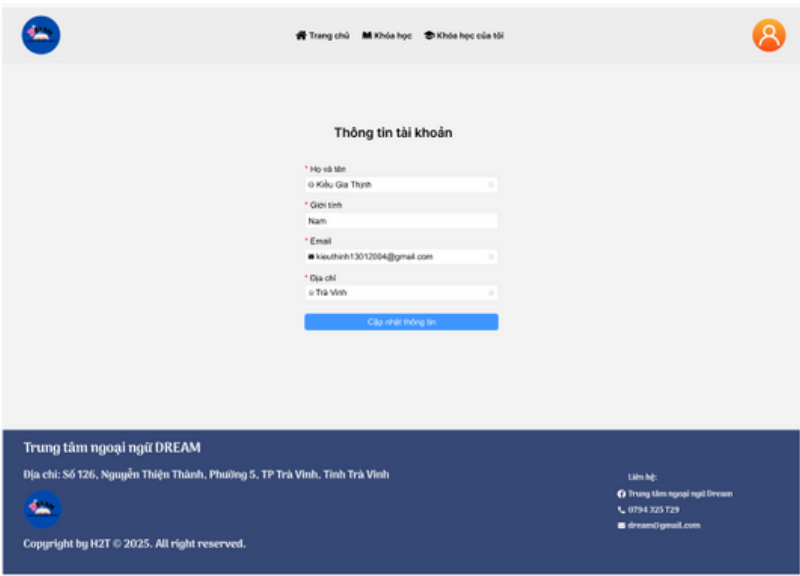 Trang chủ Khóa học Khóa học của tôi
Thông tin tài khoản
* Họ và tên
Kiều Gia Thịnh
* Giới tính
Nam
* Email
kieuthinh13012004@gmail.com
* Địa chỉ
Trà Vinh
Cập nhật thông tin
Trung tâm ngoại ngữ DREAM
Địa chỉ: Số 126, Nguyễn Thiện Thành, Phường 5, TP Trà Vinh, Tỉnh Trà Vinh
Copyright by H2T © 2025. All right reserved.
Liên hệ:
Trung tâm ngoại ngữ Dream
0794 325 729
dream@gmail.com